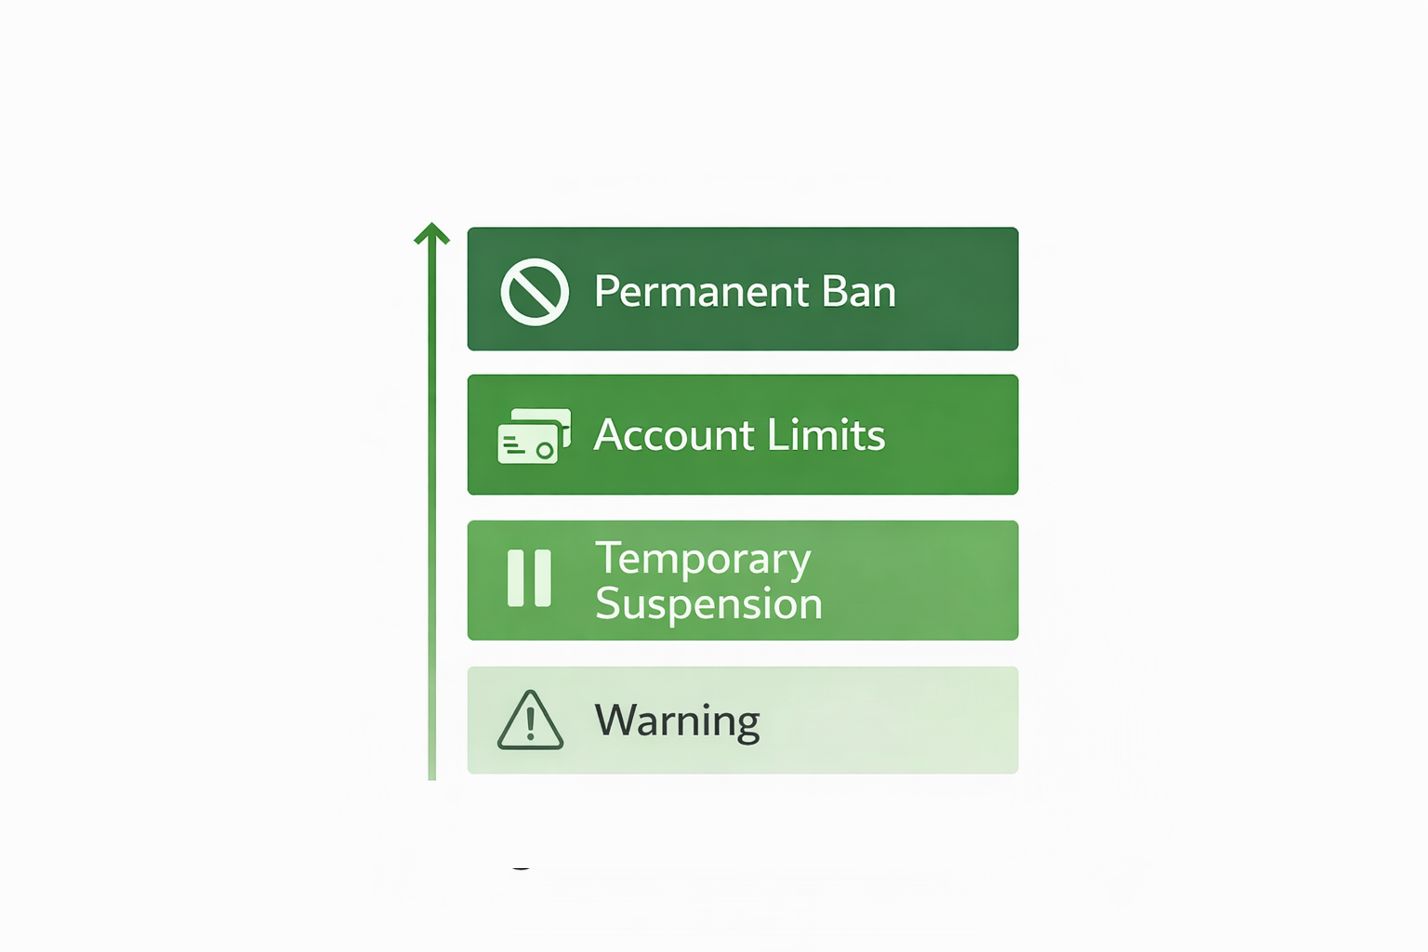 Permanent Ban
Account Limits
Temporary
Suspension
Warning